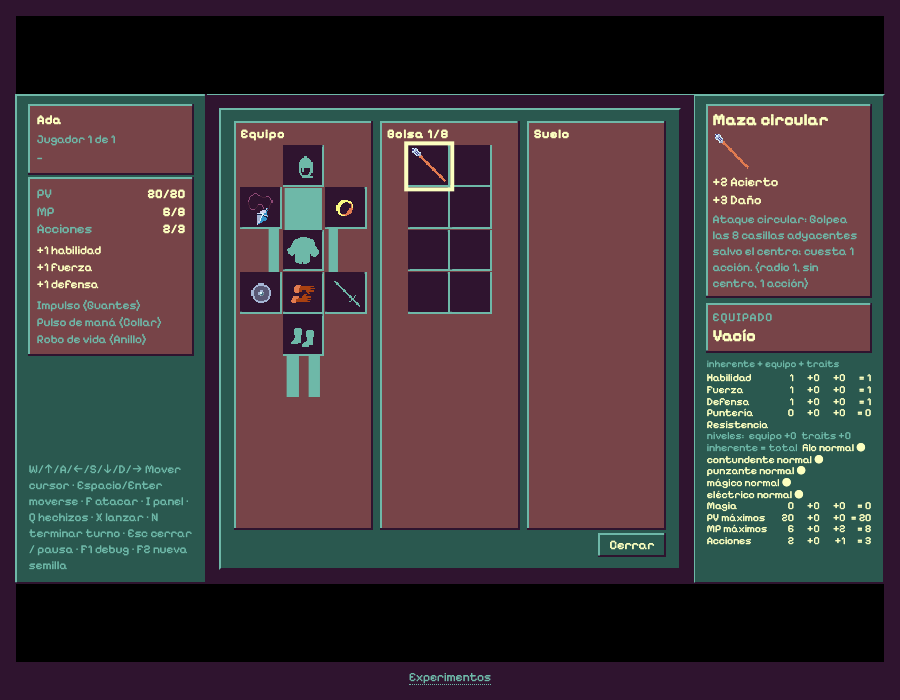 Ada
Jugador 1 de 1
–
PV 20/20
MP 8/8
Acciones 3/3
+1 habilidad
+1 fuerza
+1 defensa
Impulso (Guantes)
Pulso de maná (Collar)
Robo de vida (Anillo)
W/↑/A/←/S/↓/D/→ Mover
cursor · Espacio/Enter
moverse · F atacar · I panel ·
Q hechizos · X lanzar · N
terminar turno · Esc cerrar
/ pausa · F1 debug · F2 nueva
semilla
Equipo
Bolsa 1/8
Suelo
Cerrar
Maza circular
+2 Acierto
+3 Daño
Ataque circular: Golpea
las 8 casillas adyacentes
salvo el centro; cuesta 1
acción. (radio 1, sin
centro, 1 acción)
EQUIPADO
Vacío
inherente + equipo + traits
Habilidad 1 +0 +0 = 1
Fuerza 1 +0 +0 = 1
Defensa 1 +0 +0 = 1
Puntería 0 +0 +0 = 0
Resistencia
niveles: equipo +0 traits +0
inherente = total Álc normal
contundente normal
punzante normal
mágico normal
eléctrico normal
Magia 0 +0 +0 = 0
PV máximos 20 +0 +0 = 20
MP máximos 6 +0 +2 = 8
Acciones 2 +0 +1 = 3
Experimentos